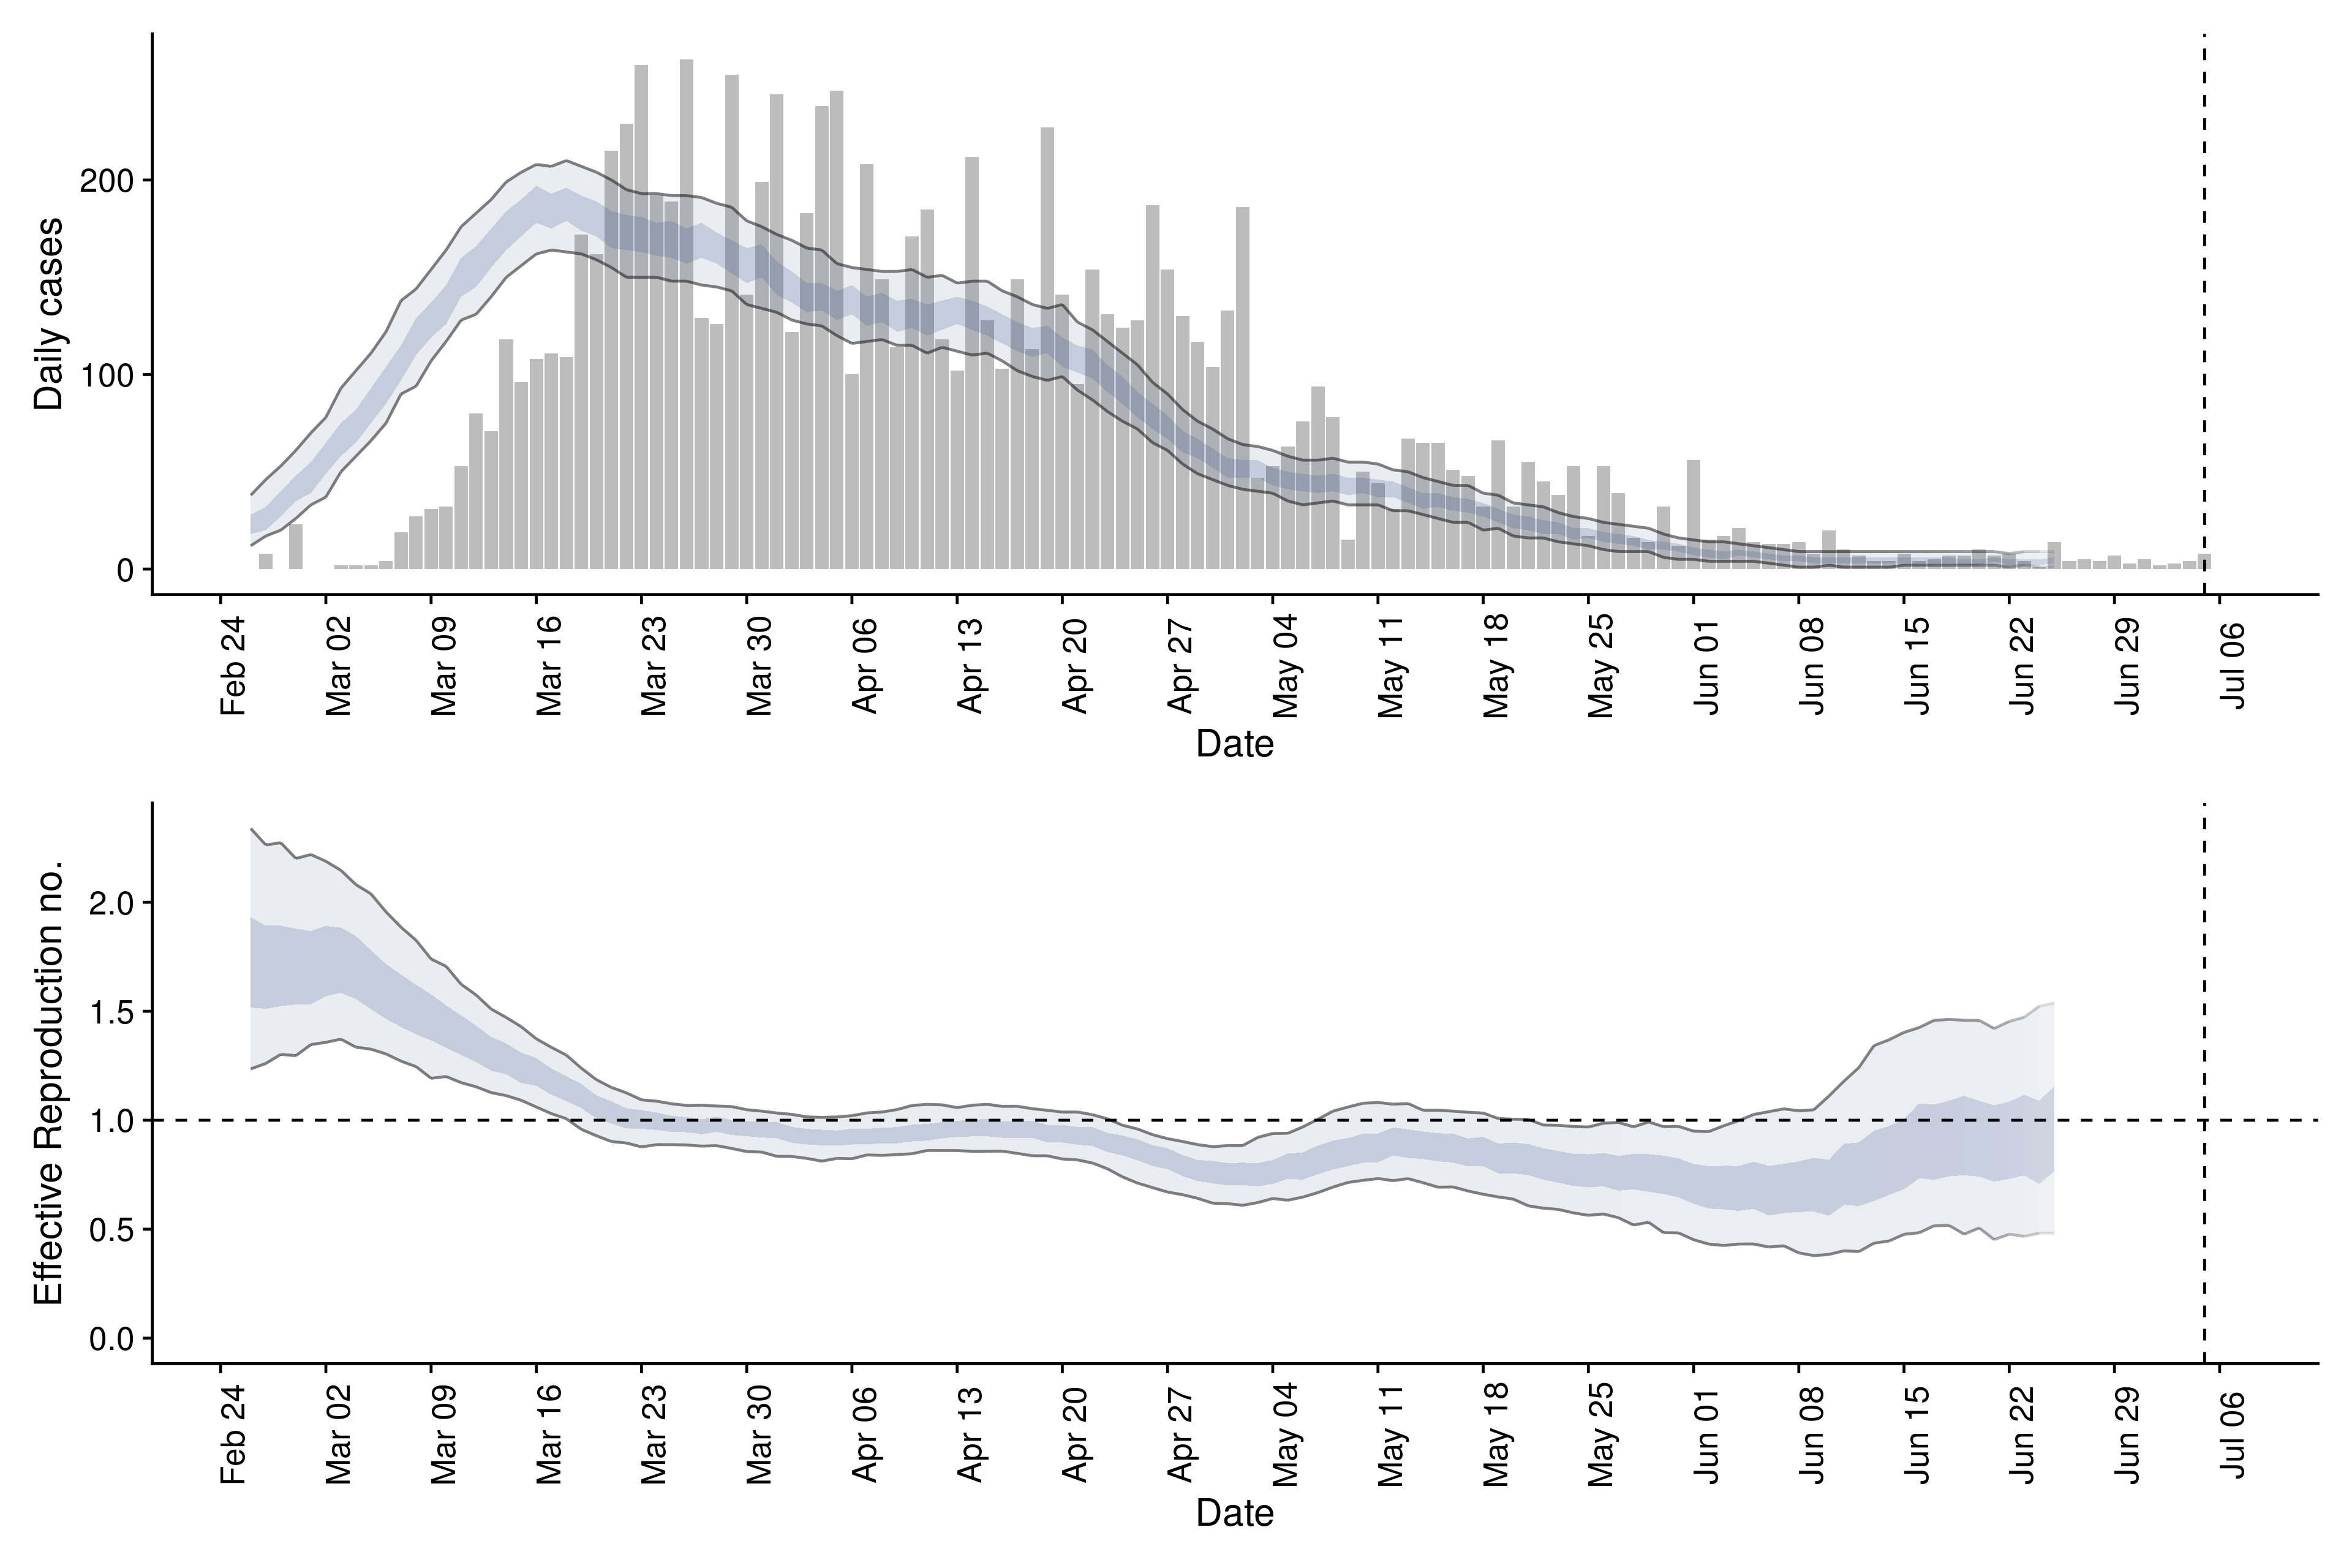 Daily cases
200
100
0
Feb 24 Mar 02 Mar 09 Mar 16 Mar 23 Mar 30 Apr 06 Apr 13 Apr 20 Apr 27 May 04 May 11 May 18 May 25 Jun 01 Jun 08 Jun 15 Jun 22 Jun 29 Jul 06
Date
Effective Reproduction no.
2.0
1.5
1.0
0.5
0.0
Feb 24 Mar 02 Mar 09 Mar 16 Mar 23 Mar 30 Apr 06 Apr 13 Apr 20 Apr 27 May 04 May 11 May 18 May 25 Jun 01 Jun 08 Jun 15 Jun 22 Jun 29 Jul 06
Date